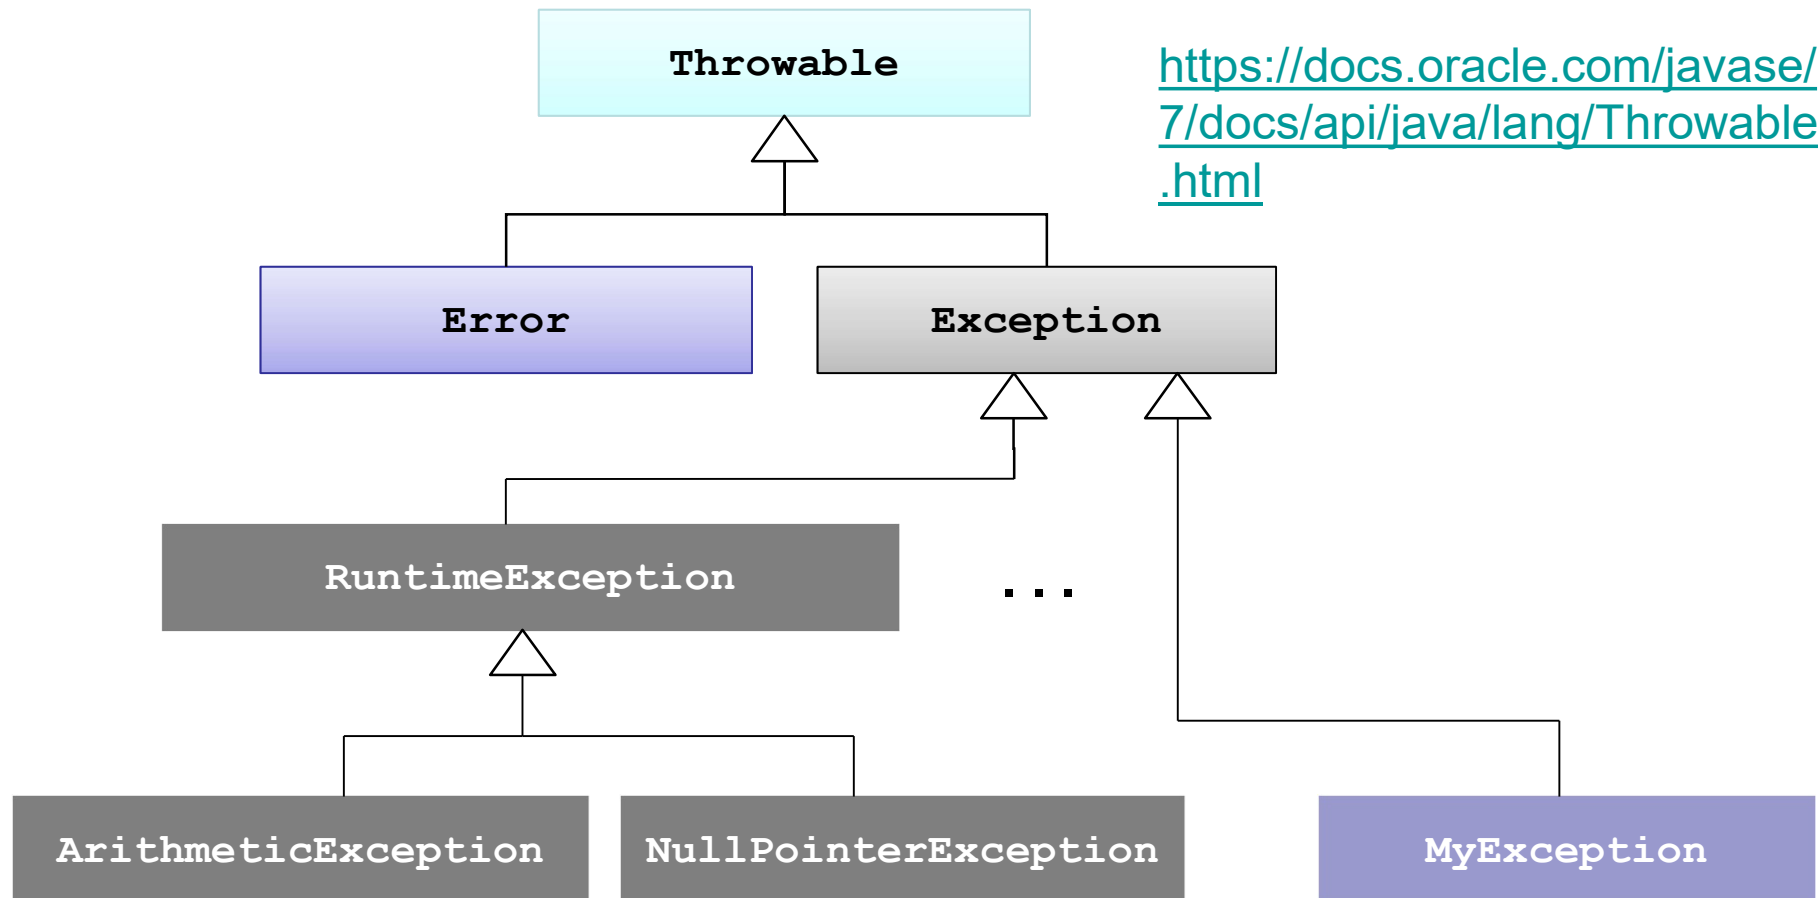 Throwable
https://docs.oracle.com/javase/
7/docs/api/java/lang/Throwable
.html
Error
Exception
RuntimeException
...
ArithmeticException
NullPointerException
MyException